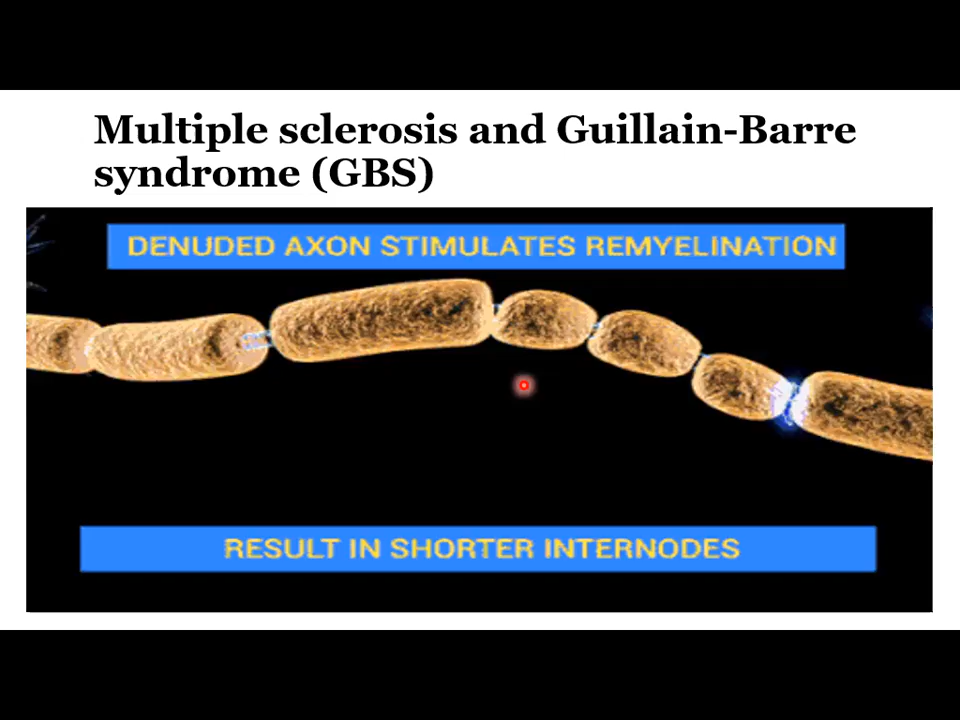 Multiple sclerosis and Guillain-Barre
syndrome (GBS)
DENUDED AXON STIMULATES REMYELINATION
RESULT IN SHORTER INTERNODES